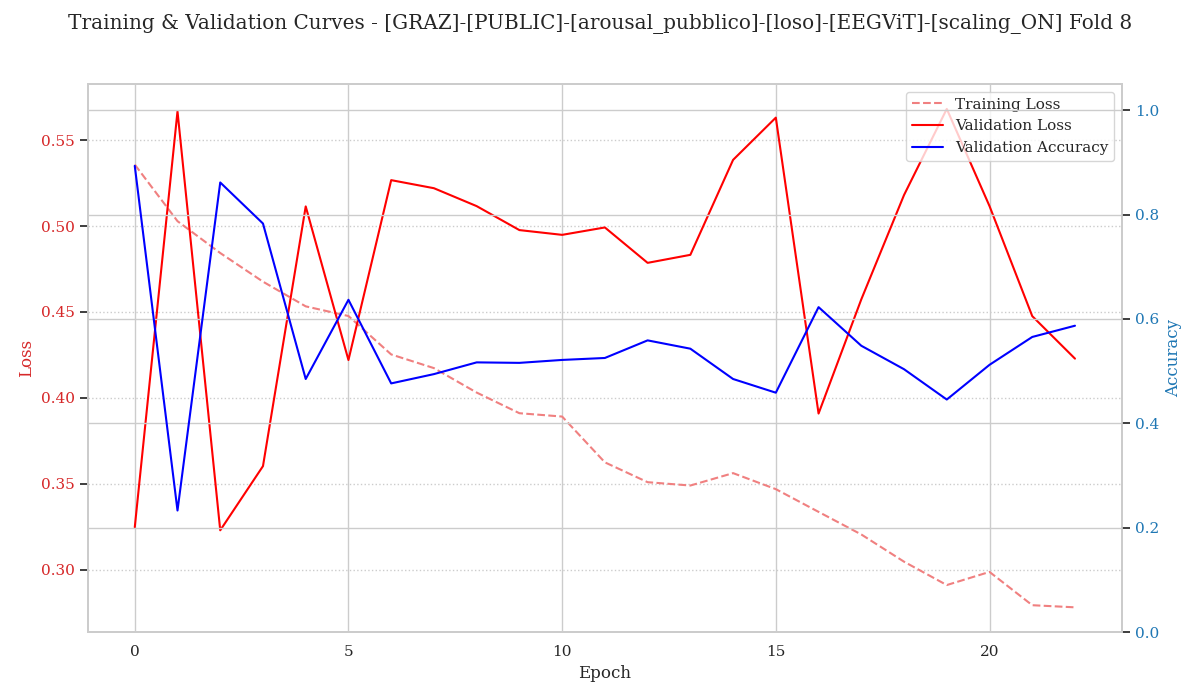 Training & Validation Curves - [GRAZ]-[PUBLIC]-[arousal_pubblico]-[loso]-[EEGViT]-[scaling_ON] Fold 8
Training Loss
Validation Loss
Validation Accuracy
0.55
0.50
0.45
0.40
0.35
0.30
Loss
1.0
0.8
0.6
0.4
0.2
0.0
Accuracy
0 5 10 15 20
Epoch